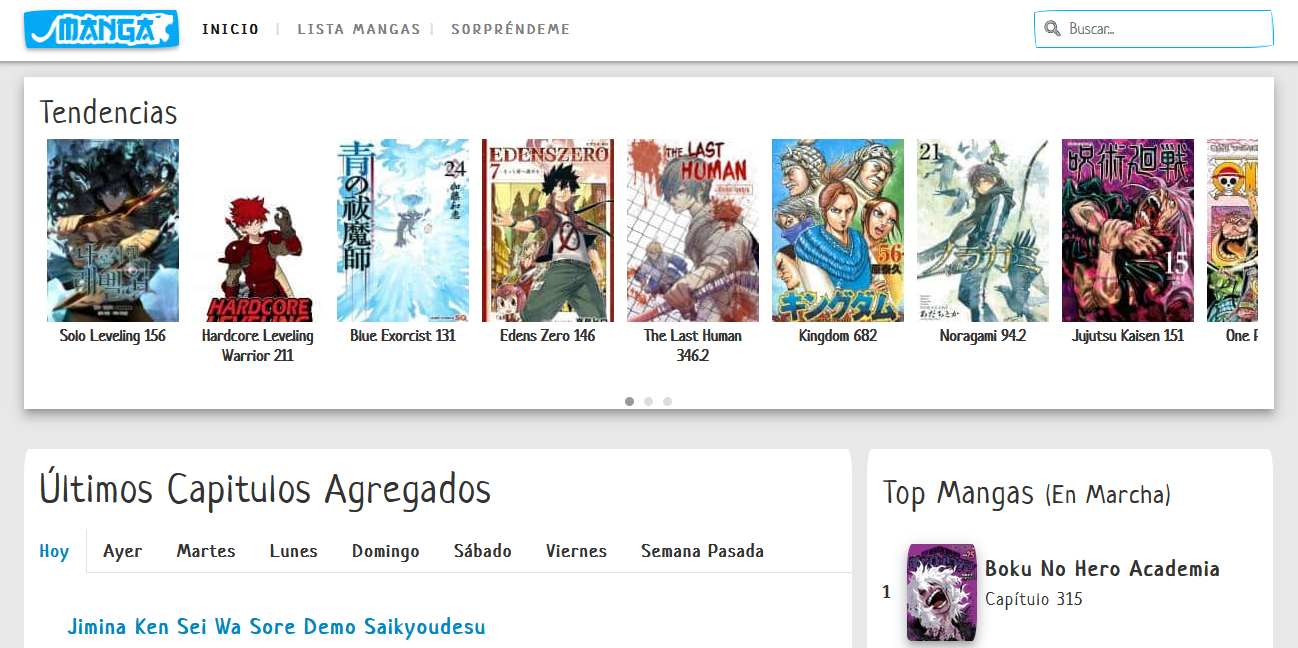 MANGA
INICIO | LISTA MANGAS | SORPRÉNDEME
Buscar...
Tendencias
青の祓魔師
24
加藤和恵
EDENSZERO
7
THE LAST
HUMAN
56
原泰久
キングダム
21
ノラガミ
あだちとか
呪術廻戦
15
HARDCORE
LEVELING
Solo Leveling 156
Hardcore Leveling
Warrior 211
Blue Exorcist 131
Edens Zero 146
The Last Human
346.2
Kingdom 682
Noragami 94.2
Jujutsu Kaisen 151
One
Últimos Capitulos Agregados
Hoy Ayer Martes Lunes Domingo Sábado Viernes Semana Pasada
Jimina Ken Sei Wa Sore Demo Saikyoudesu
Top Mangas (En Marcha)
1
Boku No Hero Academia
Capítulo 315